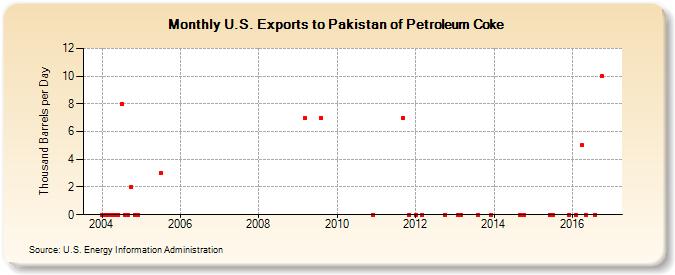 Monthly U.S. Exports to Pakistan of Petroleum Coke
Thousand Barrels per Day
12
10
8
6
4
2
0
2004 2006 2008 2010 2012 2014 2016
Source: U.S. Energy Information Administration